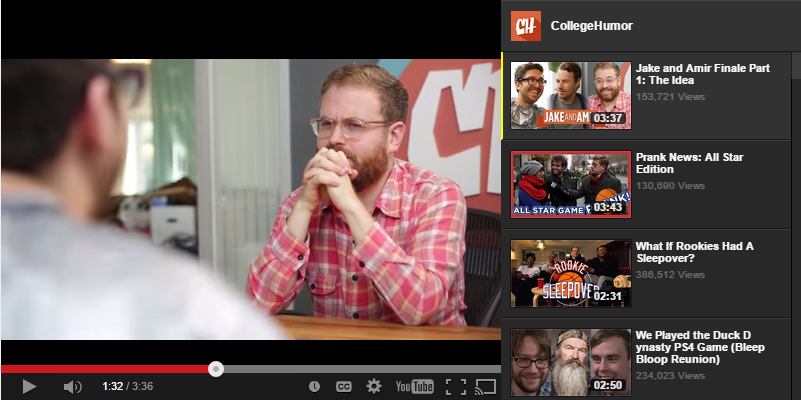 CH
CollegeHumor
Jake and Amir Finale Part
1: The Idea
153,721 Views
JAKE AND AM
03:37
Prank News: All Star
Edition
130,690 Views
ALL STAR GAME
03:43
What If Rookies Had A
Sleepover?
386,512 Views
ROOKIE
SLEEPOVER
02:31
We Played the Duck D
ynasty PS4 Game (Bleep
Bloop Reunion)
234,023 Views
02:50
CH
1:32 / 3:36
CC
YouTube